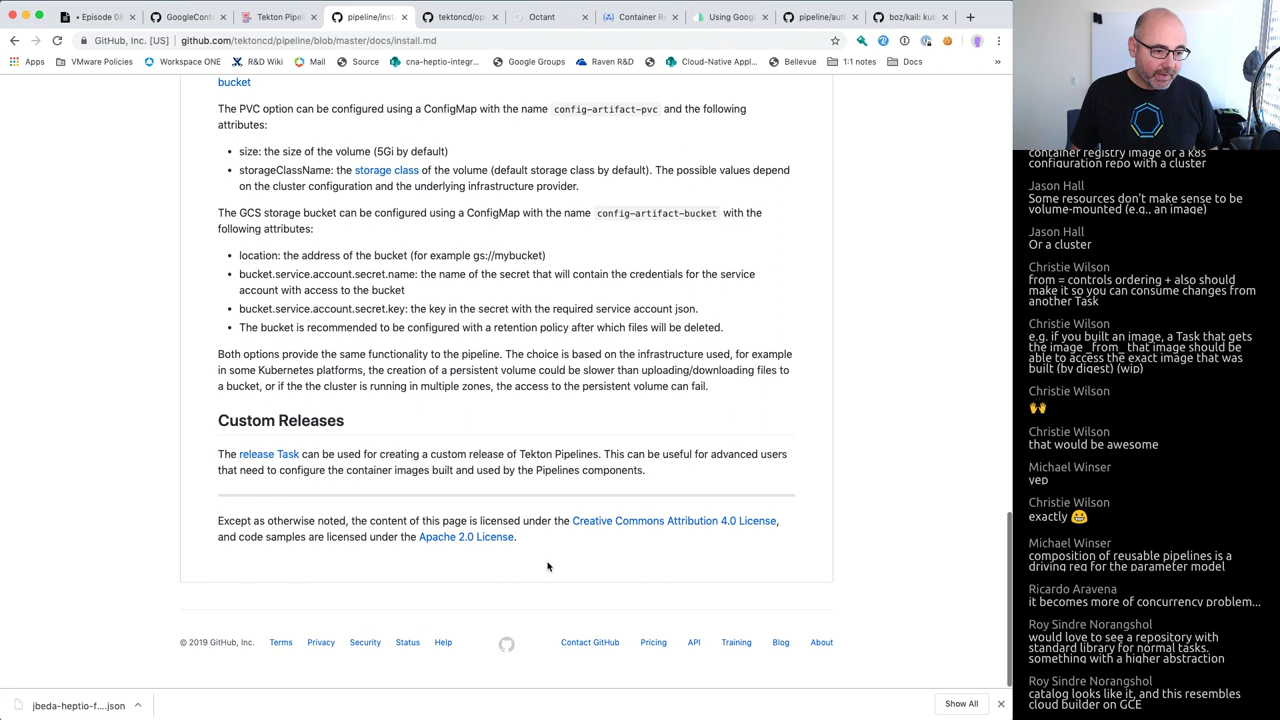 • Episode 08
GoogleCont
Tekton Pipel
pipeline/inst
tektoncd/ope
Octant
Container Re
Using Googl
pipeline/aut
boz/kail: kub
GitHub, Inc. [US] | github.com/tektoncd/pipeline/blob/master/docs/install.md
Apps
VMware Policies
Workspace ONE
R&D Wiki
Mail
Source
cna-heptio-integr...
Google Groups
Raven R&D
Cloud-Native Appl...
Bellevue
1:1 notes
Docs
»
bucket
The PVC option can be configured using a ConfigMap with the name config-artifact-pvc and the following
attributes:
• size: the size of the volume (5Gi by default)
• storageClassName: the storage class of the volume (default storage class by default). The possible values depend
on the cluster configuration and the underlying infrastructure provider.
The GCS storage bucket can be configured using a ConfigMap with the name config-artifact-bucket with the
following attributes:
• location: the address of the bucket (for example gs://mybucket)
• bucket.service.account.secret.name: the name of the secret that will contain the credentials for the service
account with access to the bucket
• bucket.service.account.secret.key: the key in the secret with the required service account json.
• The bucket is recommended to be configured with a retention policy after which files will be deleted.
Both options provide the same functionality to the pipeline. The choice is based on the infrastructure used, for example
in some Kubernetes platforms, the creation of a persistent volume could be slower than uploading/downloading files to
a bucket, or if the the cluster is running in multiple zones, the access to the persistent volume can fail.
Custom Releases
The release Task can be used for creating a custom release of Tekton Pipelines. This can be useful for advanced users
that need to configure the container images built and used by the Pipelines components.
Except as otherwise noted, the content of this page is licensed under the Creative Commons Attribution 4.0 License,
and code samples are licensed under the Apache 2.0 License.
© 2019 GitHub, Inc.
Terms
Privacy
Security
Status
Help
Contact GitHub
Pricing
API
Training
Blog
About
jbeda-heptio-f....json
Show All
container registry image or a k8s
configuration repo with a cluster
Jason Hall
Some resources don't make sense to be
volume-mounted (e.g., an image)
Jason Hall
Or a cluster
Christie Wilson
from = controls ordering + also should
make it so you can consume changes from
another Task
Christie Wilson
e.g. if you built an image, a Task that gets
the image _from_ that image should be
able to access the exact image that was
built (by digest) (wip)
Christie Wilson
🙌
Christie Wilson
that would be awesome
Michael Winser
yep
Christie Wilson
exactly 😀
Michael Winser
composition of reusable pipelines is a
driving req for the parameter model
Ricardo Aravena
it becomes more of concurrency problem...
Roy Sindre Norangshol
would love to see a repository with
standard library for normal tasks.
something with a higher abstraction
Roy Sindre Norangshol
catalog looks like it, and this resembles
cloud builder on GCE